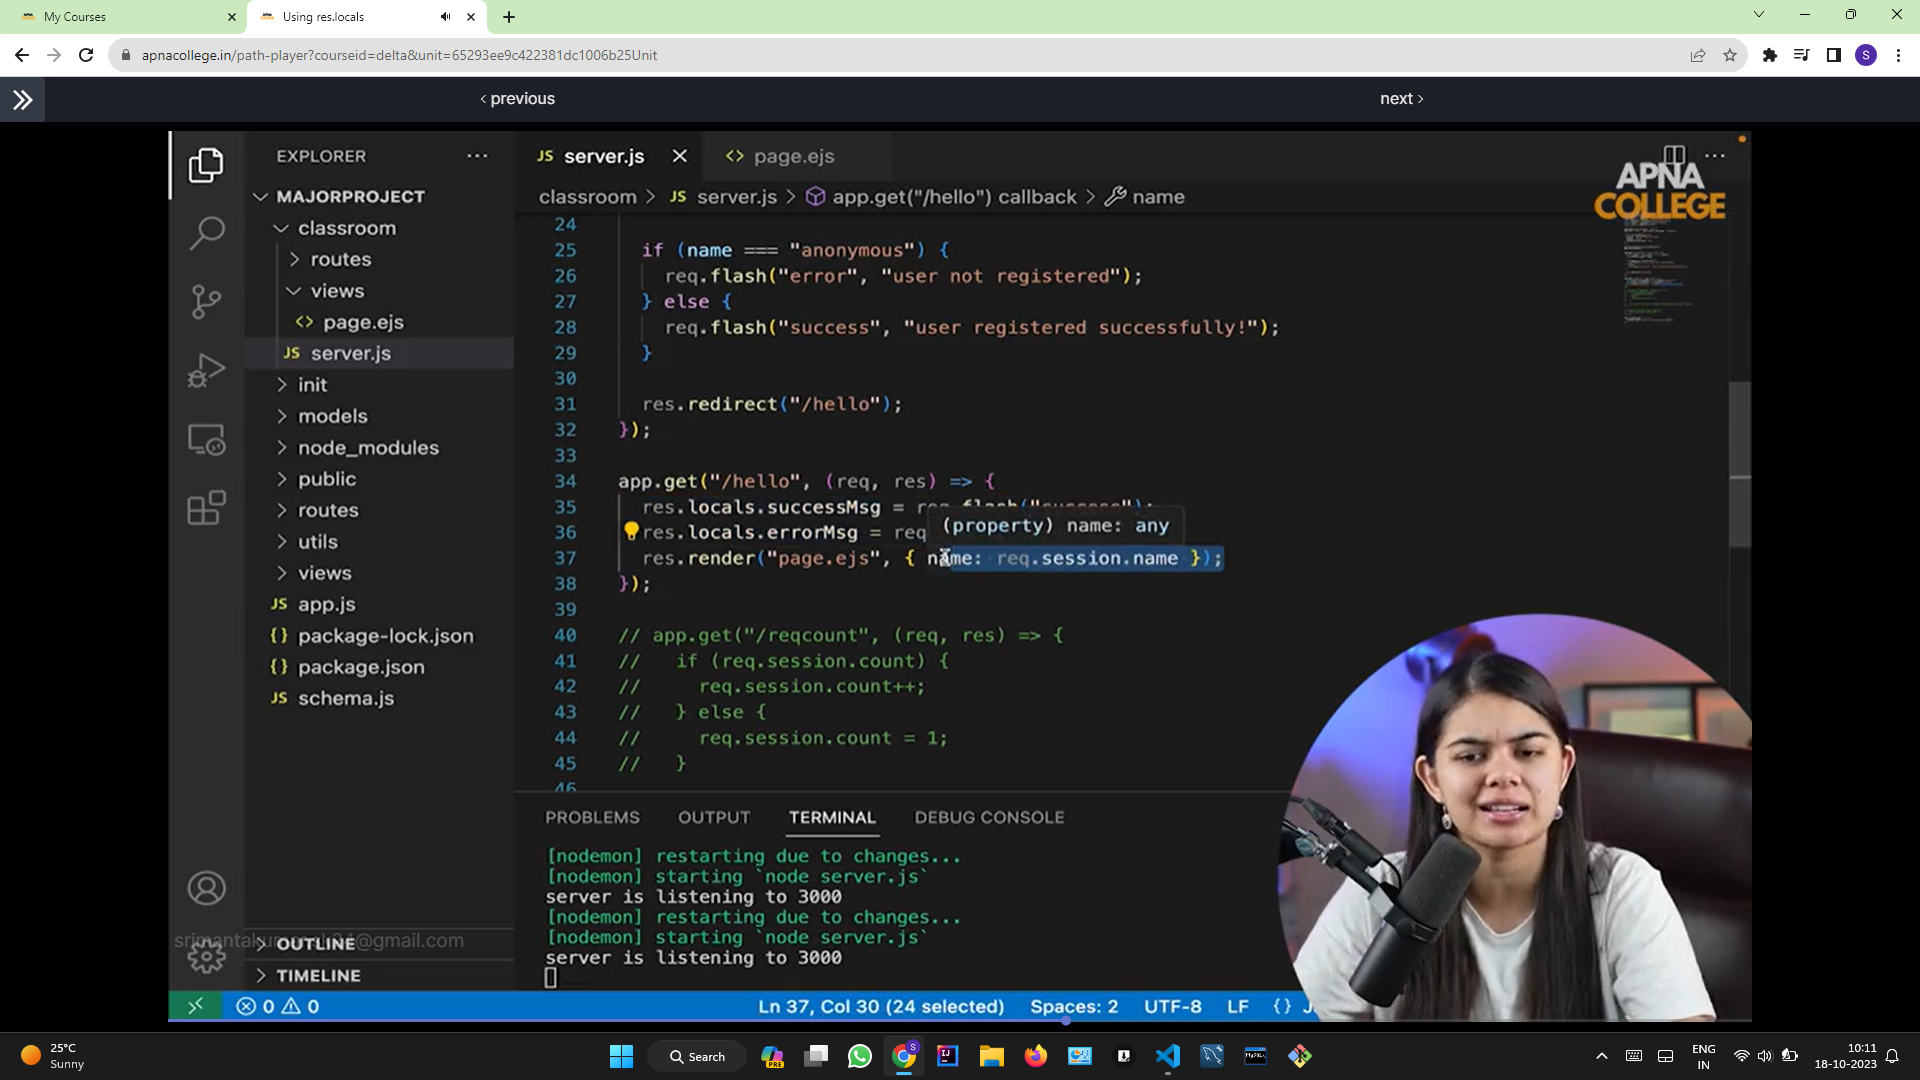 My Courses
Using res.locals
apnacollege.in/path-player?courseid=delta&unit=65293ee9c422381dc1006b25Unit
S
‹ previous
next ›
EXPLORER
MAJORPROJECT
classroom
routes
views
<> page.ejs
JS server.js
init
models
node_modules
public
routes
utils
views
JS app.js
{} package-lock.json
{} package.json
JS schema.js
OUTLINE
TIMELINE
JS server.js
<> page.ejs
APNA
COLLEGE
classroom > JS server.js > app.get("/hello") callback > name
24
25 if (name === "anonymous") {
26 req.flash("error", "user not registered");
27 } else {
28 req.flash("success", "user registered successfully!");
29 }
30
31 res.redirect("/hello");
32 });
33
34 app.get("/hello", (req, res) => {
35 res.locals.successMsg = req.flash("success");
(property) name: any
36 res.locals.errorMsg = req
37 res.render("page.ejs", { name: req.session.name });
38 });
39
40 // app.get("/reqcount", (req, res) => {
41 // if (req.session.count) {
42 // req.session.count++;
43 // } else {
44 // req.session.count = 1;
45 // }
46
PROBLEMS OUTPUT TERMINAL DEBUG CONSOLE
[nodemon] restarting due to changes...
[nodemon] starting `node server.js`
server is listening to 3000
[nodemon] restarting due to changes...
[nodemon] starting `node server.js`
server is listening to 3000
0 0
Ln 37, Col 30 (24 selected) Spaces: 2 UTF-8 LF {} J
25°C
Sunny
Search
PRE
S
ENG
IN
10:11
18-10-2023